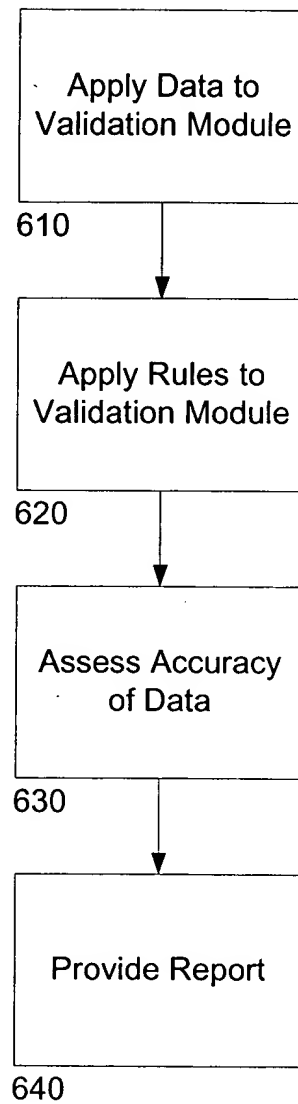 Apply Data to
Validation Module
610
Apply Rules to
Validation Module
620
Assess Accuracy
of Data
630
Provide Report
640